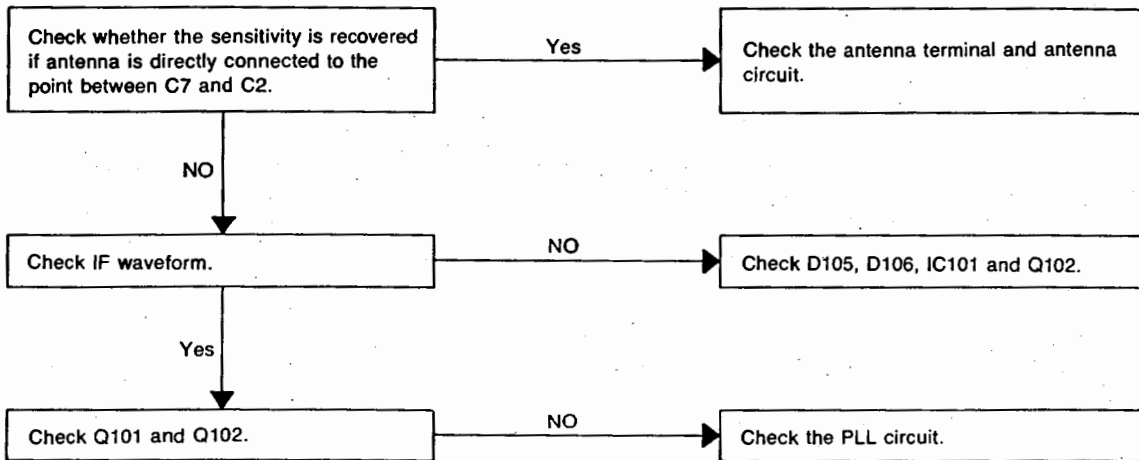 Check whether the sensitivity is recovered
if antenna is directly connected to the
point between C7 and C2.
Yes
Check the antenna terminal and antenna
circuit.
NO
Check IF waveform.
NO
Check D105, D106, IC101 and Q102.
Yes
Check Q101 and Q102.
NO
Check the PLL circuit.